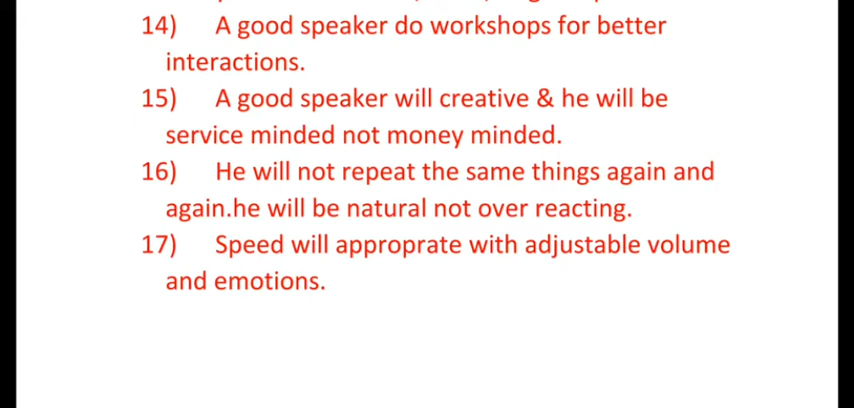 14) A good speaker do workshops for better
interactions.
15) A good speaker will creative & he will be
service minded not money minded.
16) He will not repeat the same things again and
again.he will be natural not over reacting.
17) Speed will approprate with adjustable volume
and emotions.